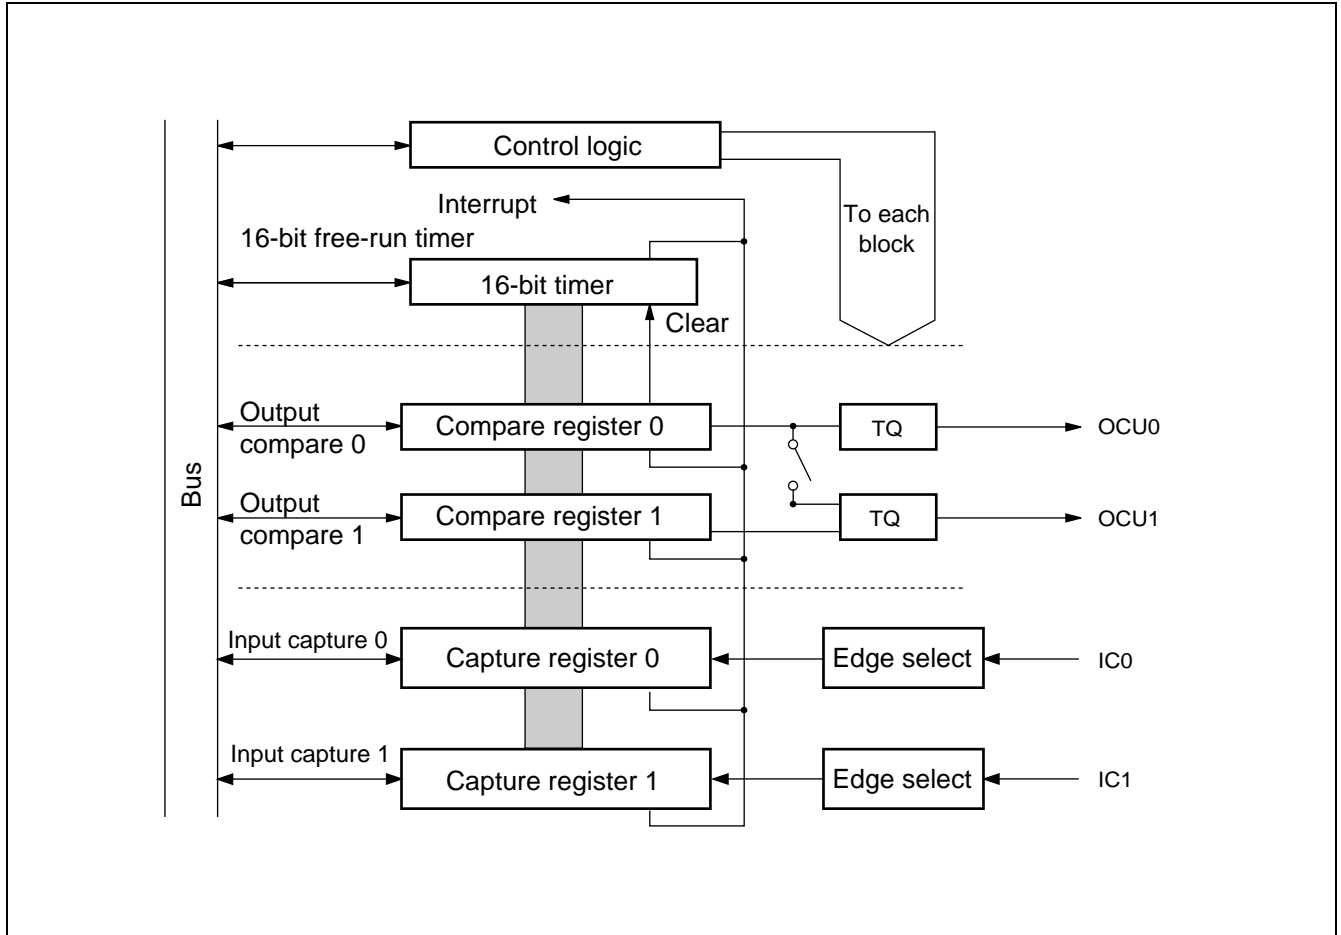 Control logic
Interrupt
To each
block
16-bit free-run timer
16-bit timer
Clear
Bus
Output
compare 0
Compare register 0
TQ
OCU0
Output
compare 1
Compare register 1
TQ
OCU1
Input capture 0
Capture register 0
Edge select
IC0
Input capture 1
Capture register 1
Edge select
IC1